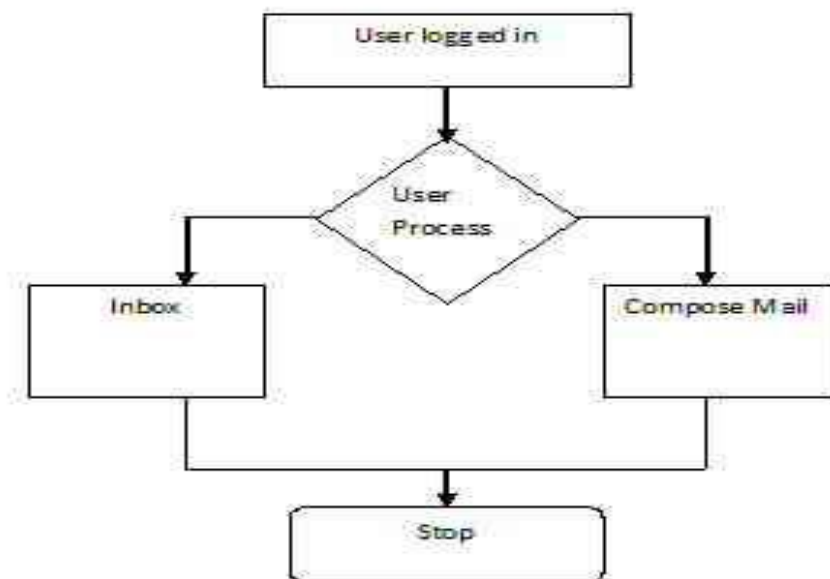 User logged in
User
Process
Inbox
Compose Mail
Stop